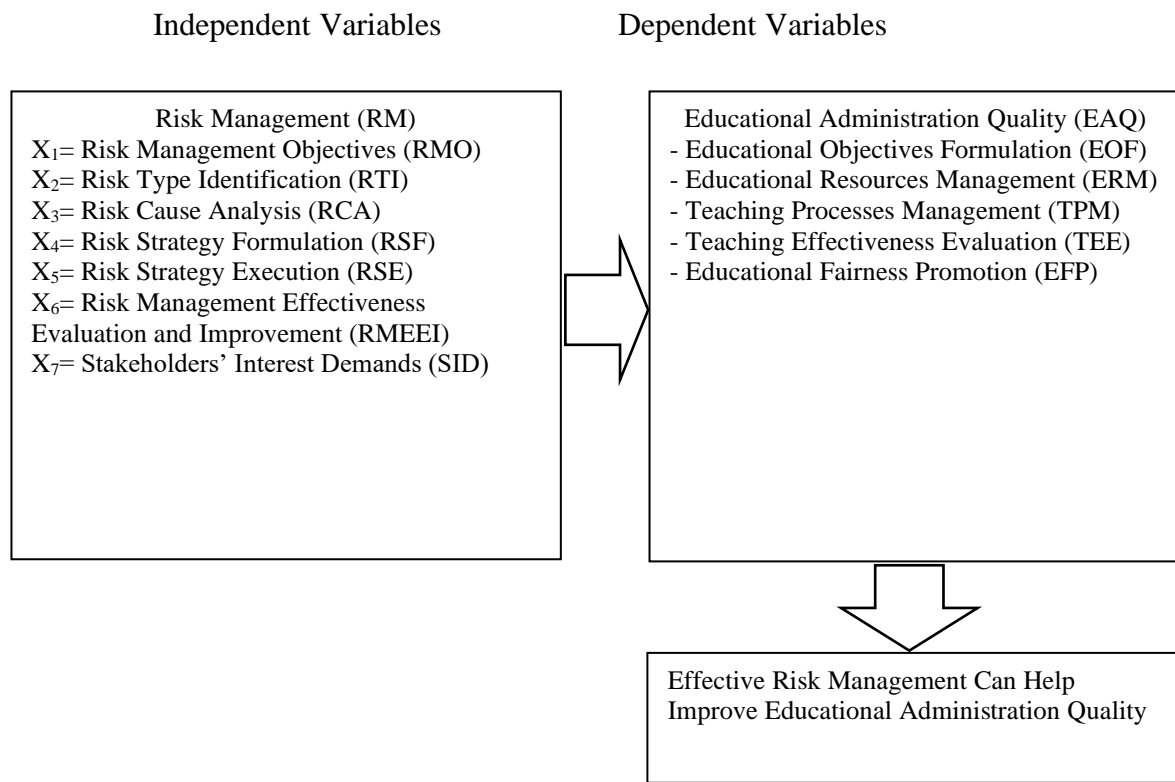 Independent Variables
Dependent Variables
Risk Management (RM)
X₁= Risk Management Objectives (RMO)
X₂= Risk Type Identification (RTI)
X₃= Risk Cause Analysis (RCA)
X₄= Risk Strategy Formulation (RSF)
X₅= Risk Strategy Execution (RSE)
X₆= Risk Management Effectiveness
Evaluation and Improvement (RMEEI)
X₇= Stakeholders’ Interest Demands (SID)
Educational Administration Quality (EAQ)
- Educational Objectives Formulation (EOF)
- Educational Resources Management (ERM)
- Teaching Processes Management (TPM)
- Teaching Effectiveness Evaluation (TEE)
- Educational Fairness Promotion (EFP)
Effective Risk Management Can Help
Improve Educational Administration Quality